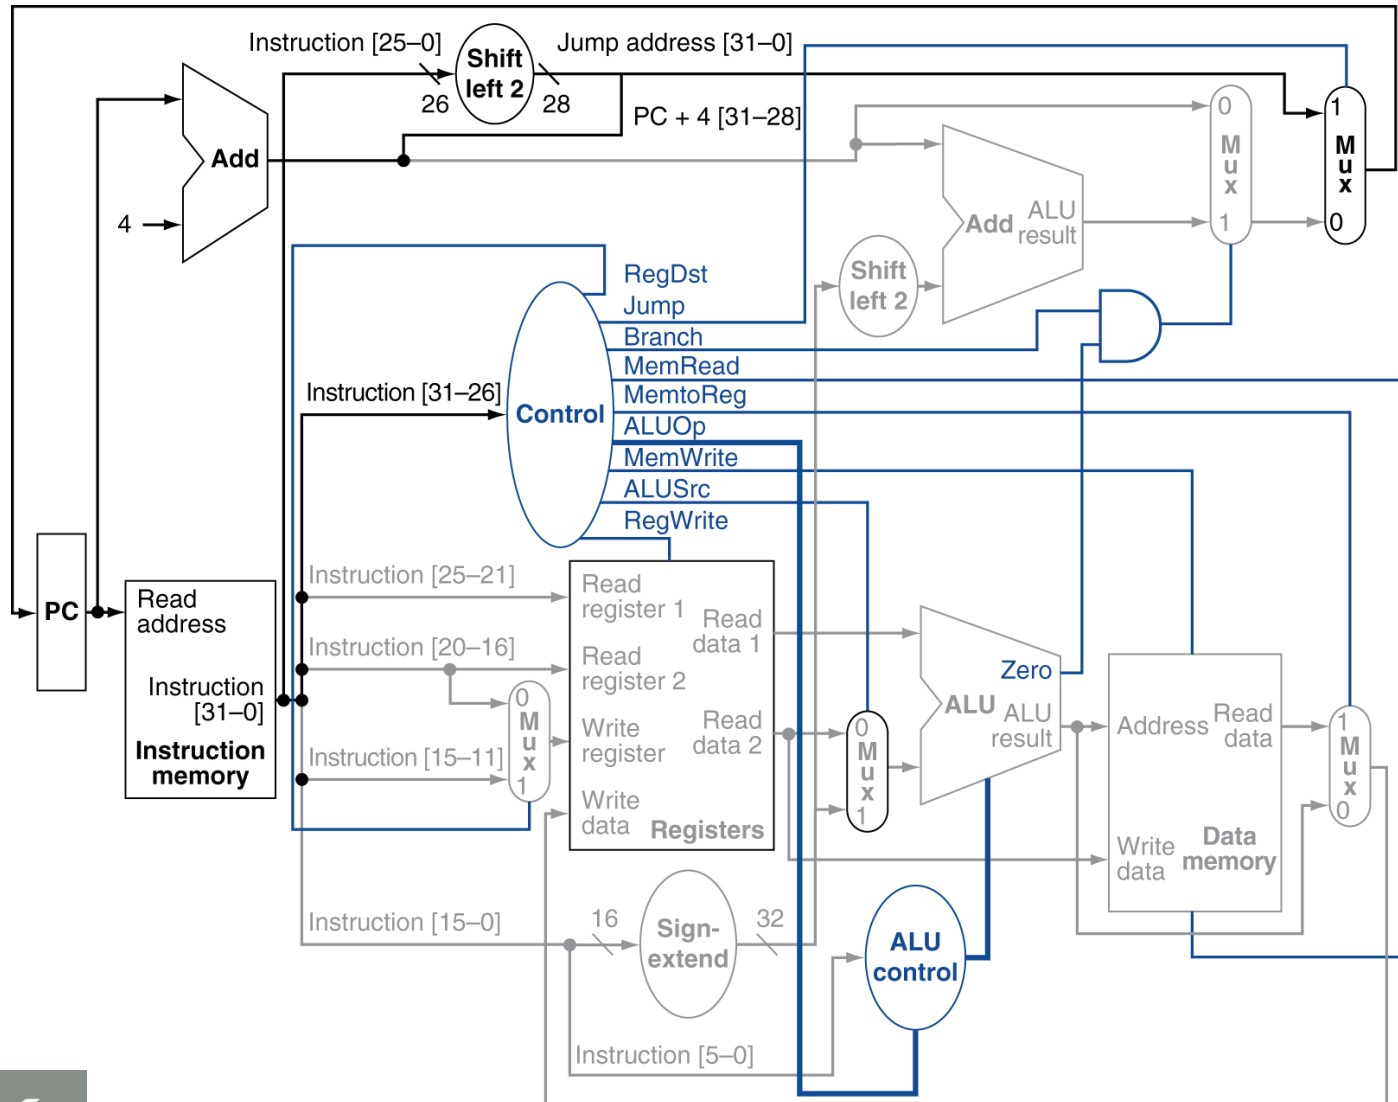 Instruction [25–0]
Shift
left 2
Jump address [31–0]
26
28
PC + 4 [31–28]
Add
4
0
M
u
x
1
1
M
u
x
0
Add
ALU
result
Shift
left 2
RegDst
Jump
Branch
MemRead
MemtoReg
ALUOp
MemWrite
ALUSrc
RegWrite
Instruction [31–26]
Control
PC
Read
address
Instruction
[31–0]
Instruction
memory
Instruction [25–21]
Instruction [20–16]
Instruction [15–11]
0
M
u
x
1
Read
register 1
Read
register 2
Write
register
Write
data
Read
data 1
Read
data 2
Registers
0
M
u
x
1
Zero
ALU
ALU
result
Address
Read
data
Write
data
Data
memory
1
M
u
x
0
Instruction [15–0]
16
Sign-
extend
32
ALU
control
Instruction [5–0]